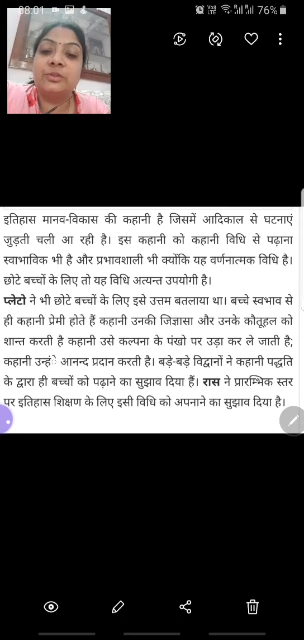 08:01
76%
इतिहास मानव-विकास की कहानी है जिसमें आदिकाल से घटनाएं
जुड़ती चली आ रही है। इस कहानी को कहानी विधि से पढ़ाना
स्वाभाविक भी है और प्रभावशाली भी क्योंकि यह वर्णनात्मक विधि है।
छोटे बच्चों के लिए तो यह विधि अत्यन्त उपयोगी है।
प्लेटो ने भी छोटे बच्चों के लिए इसे उत्तम बतलाया था। बच्चे स्वभाव से
ही कहानी प्रेमी होते हैं कहानी उनकी जिज्ञासा और उनके कौतूहल को
शान्त करती है कहानी उसे कल्पना के पंखो पर उड़ा कर ले जाती है;
कहानी उन्हंे आनन्द प्रदान करती है। बड़े-बड़े विद्वानों ने कहानी पद्धति
के द्वारा ही बच्चों को पढ़ाने का सुझाव दिया हैं। रास ने प्रारम्भिक स्तर
पर इतिहास शिक्षण के लिए इसी विधि को अपनाने का सुझाव दिया है।